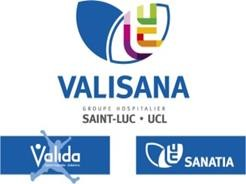 VALISANA
GROUPE HOSPITALIER
SAINT-LUC • UCL
Valida
SANATIA